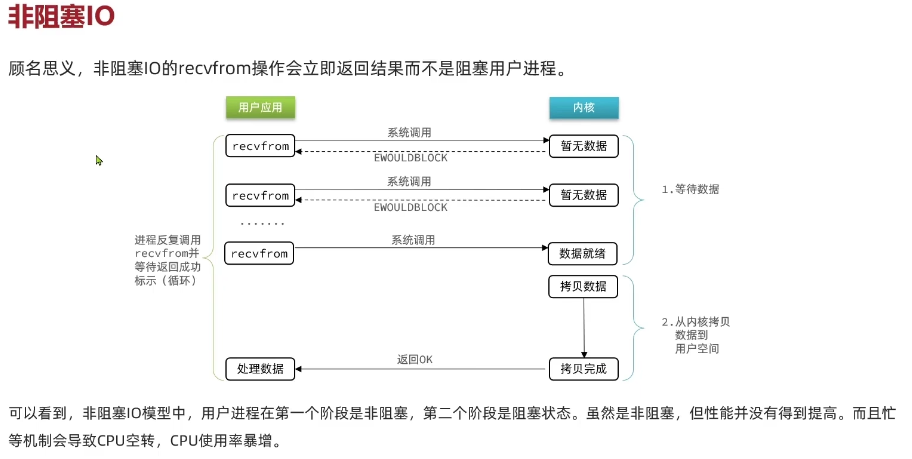 非阻塞IO
顾名思义，非阻塞IO的recvfrom操作会立即返回结果而不是阻塞用户进程。
用户应用
内核
recvfrom
系统调用
EWOULDBLOCK
暂无数据
recvfrom
系统调用
EWOULDBLOCK
暂无数据
1.等待数据
.......
进程反复调用
recvfrom并
等待返回成功
标示（循环）
recvfrom
系统调用
数据就绪
拷贝数据
2.从内核拷贝
数据到
用户空间
处理数据
返回OK
拷贝完成
可以看到，非阻塞IO模型中，用户进程在第一个阶段是非阻塞，第二个阶段是阻塞状态。虽然是非阻塞，但性能并没有得到提高。而且忙
等机制会导致CPU空转，CPU使用率暴增。